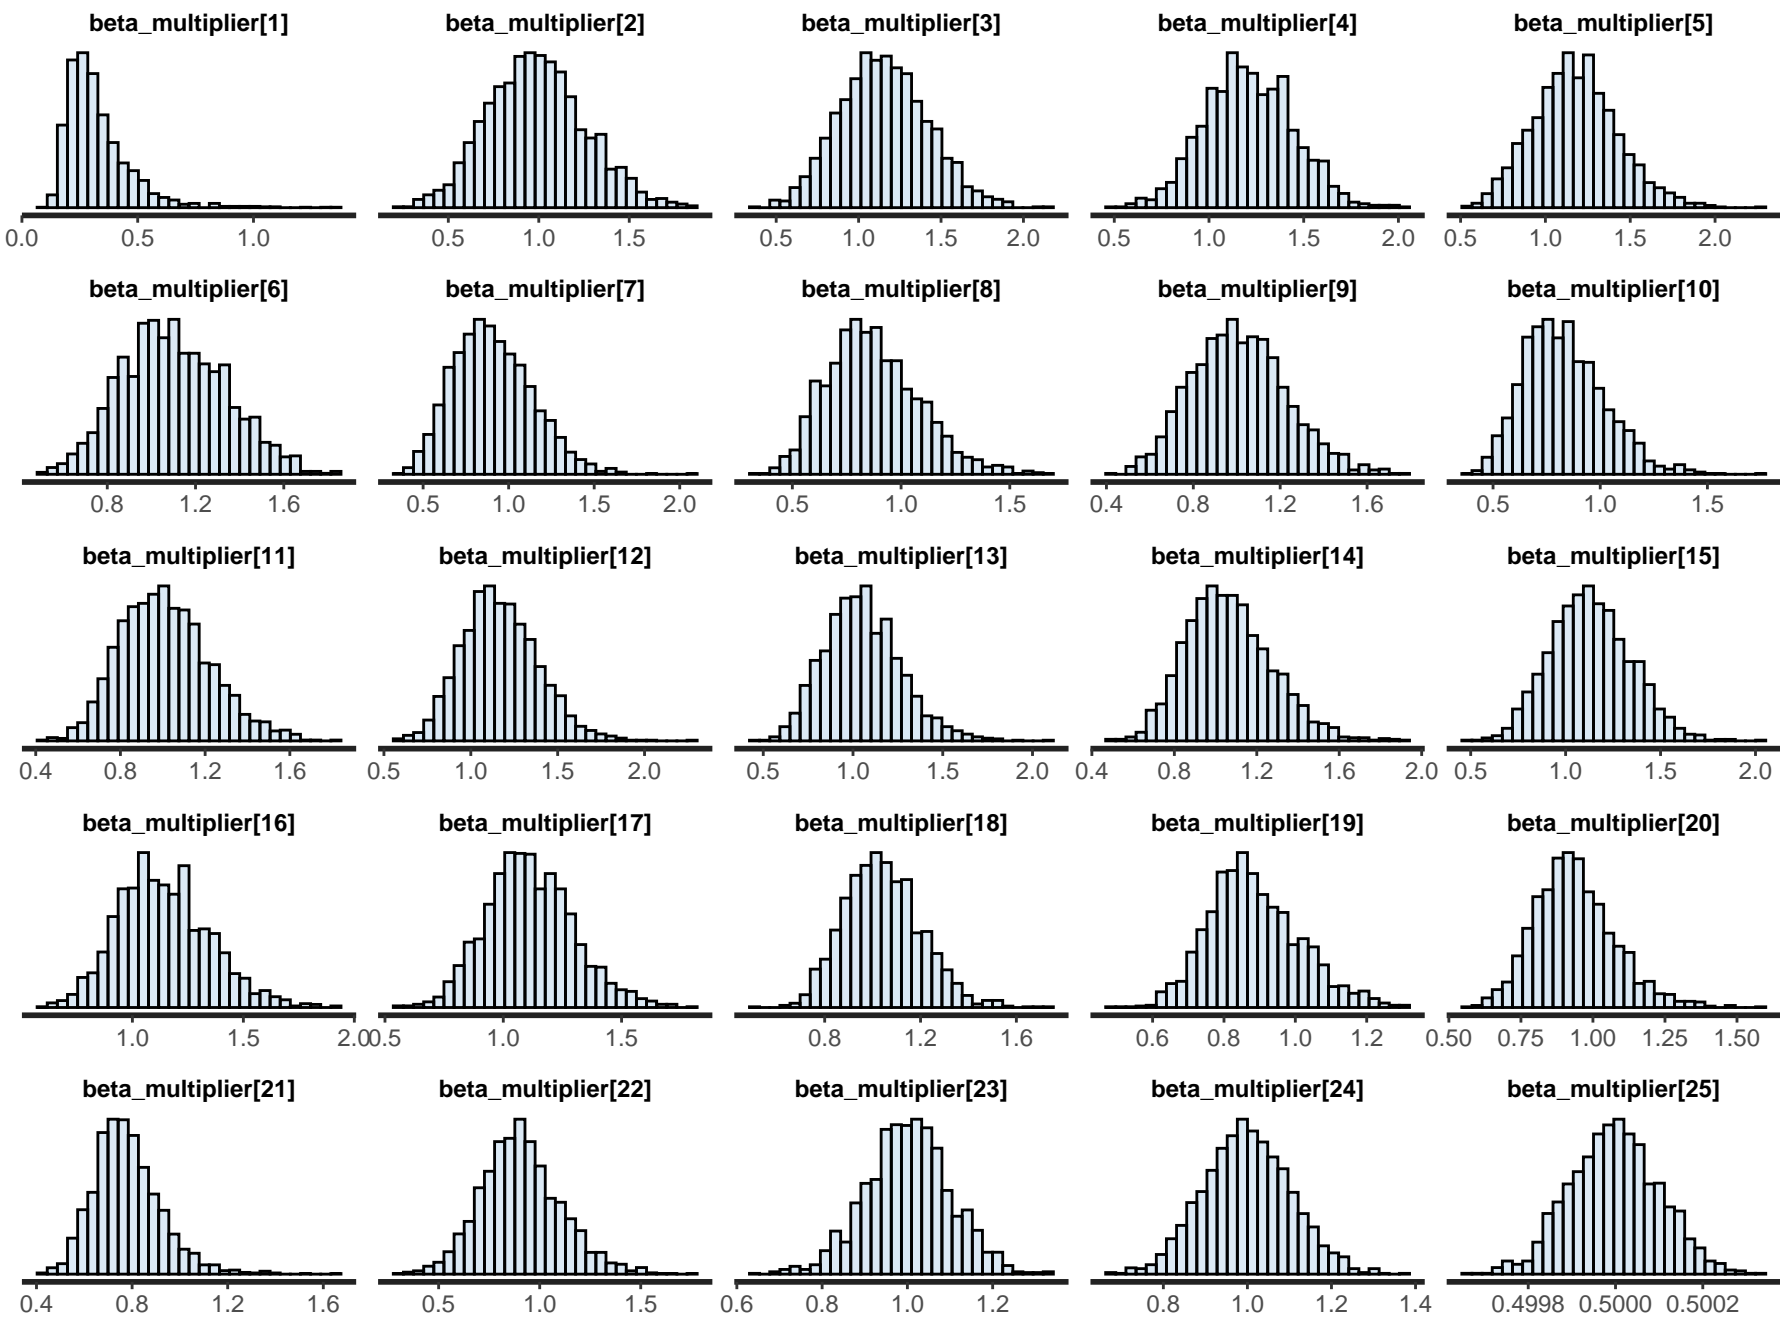 beta_multiplier[1] beta_multiplier[2] beta_multiplier[3] beta_multiplier[4] beta_multiplier[5]
0.0 0.5 1.0 0.5 1.0 1.5 0.5 1.0 1.5 2.0 0.5 1.0 1.5 2.0 0.5 1.0 1.5 2.0
beta_multiplier[6] beta_multiplier[7] beta_multiplier[8] beta_multiplier[9] beta_multiplier[10]
0.8 1.2 1.6 0.5 1.0 1.5 2.0 0.5 1.0 1.5 0.4 0.8 1.2 1.6 0.5 1.0 1.5
beta_multiplier[11] beta_multiplier[12] beta_multiplier[13] beta_multiplier[14] beta_multiplier[15]
0.4 0.8 1.2 1.6 0.5 1.0 1.5 2.0 0.5 1.0 1.5 2.0 0.4 0.8 1.2 1.6 2.0 0.5 1.0 1.5 2.0
beta_multiplier[16] beta_multiplier[17] beta_multiplier[18] beta_multiplier[19] beta_multiplier[20]
1.0 1.5 2.0 0.5 1.0 1.5 0.8 1.2 1.6 0.6 0.8 1.0 1.2 0.50 0.75 1.00 1.25 1.50
beta_multiplier[21] beta_multiplier[22] beta_multiplier[23] beta_multiplier[24] beta_multiplier[25]
0.4 0.8 1.2 1.6 0.5 1.0 1.5 0.6 0.8 1.0 1.2 0.8 1.0 1.2 1.4 0.4998 0.5000 0.5002